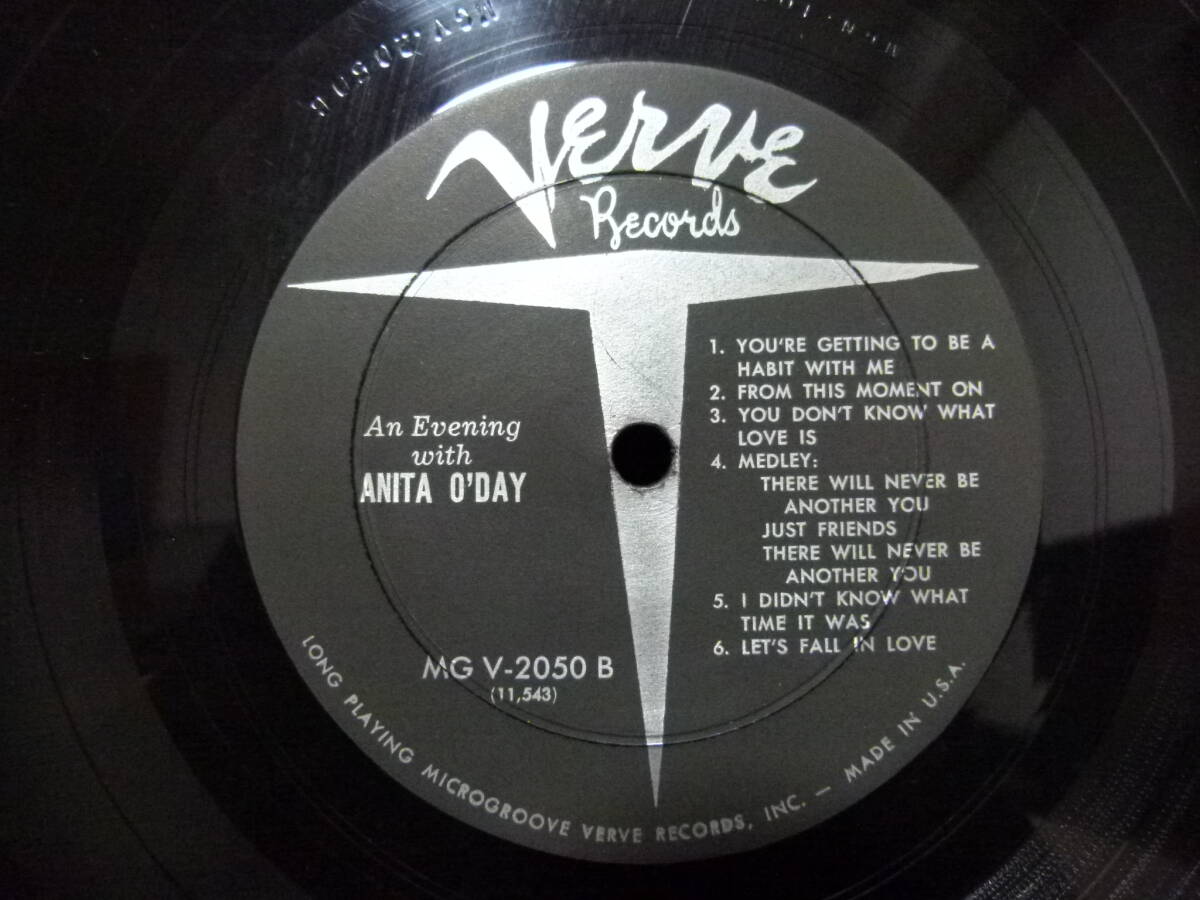 MGV 2050 B
Verve
Records
An Evening
with
ANITA O'DAY
1. YOU'RE GETTING TO BE A
HABIT WITH ME
2. FROM THIS MOMENT ON
3. YOU DON'T KNOW WHAT
LOVE IS
4. MEDLEY:
THERE WILL NEVER BE
ANOTHER YOU
JUST FRIENDS
THERE WILL NEVER BE
ANOTHER YOU
5. I DIDN'T KNOW WHAT
TIME IT WAS
6. LET'S FALL IN LOVE
MG V-2050 B
(11,543)
LONG PLAYING MICROGROOVE VERVE RECORDS, INC. — MADE IN U.S.A.